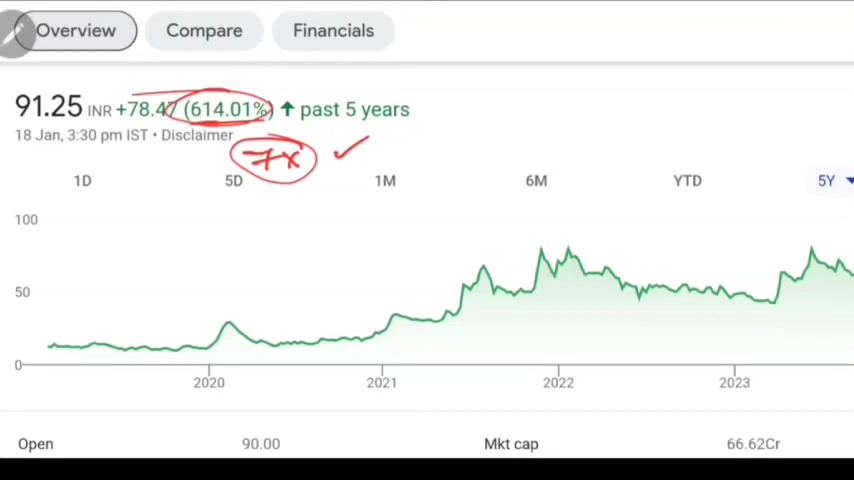 Overview Compare Financials
91.25 INR +78.47 (614.01%) ↑ past 5 years
18 Jan, 3:30 pm IST • Disclaimer
7x
1D 5D 1M 6M YTD 5Y
100
50
0
2020 2021 2022 2023
Open 90.00 Mkt cap 66.62Cr